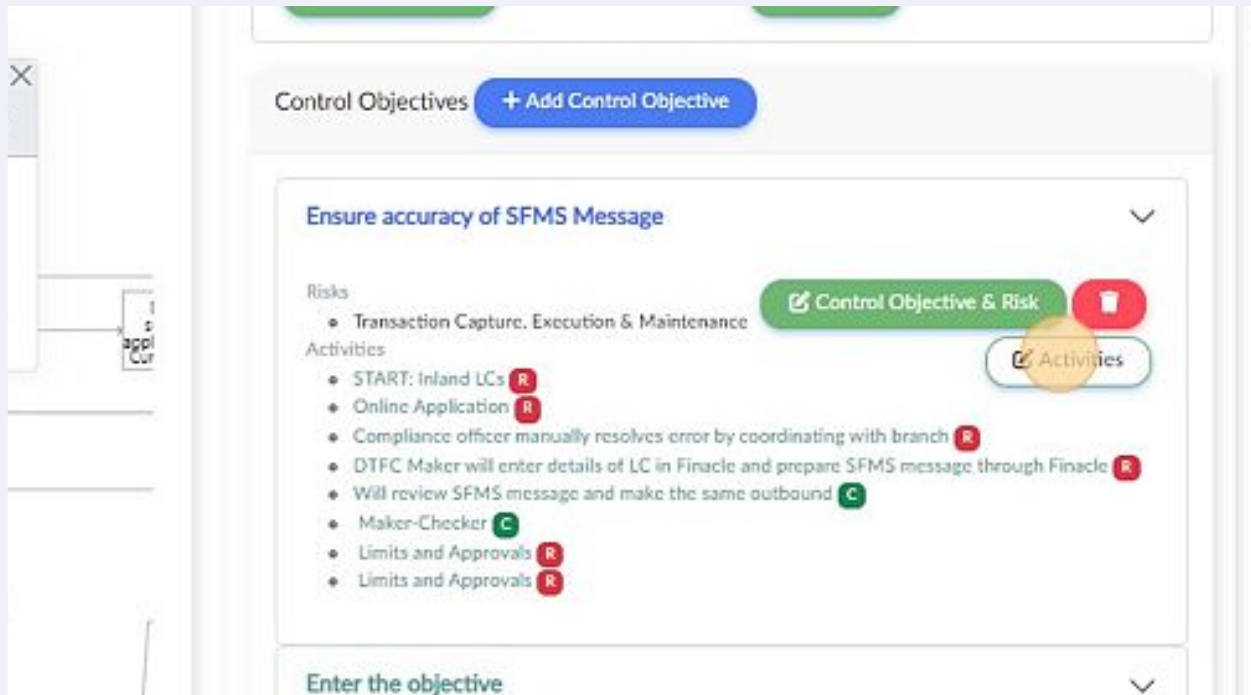 Control Objectives + Add Control Objective
Ensure accuracy of SFMS Message
Risks
Control Objective & Risk
• Transaction Capture. Execution & Maintenance
Activities
Activities
• START: Inland LCs R
• Online Application R
• Compliance officer manually resolves error by coordinating with branch R
• DTFC Maker will enter details of LC in Finacle and prepare SFMS message through Finacle R
• Will review SFMS message and make the same outbound C
• Maker-Checker C
• Limits and Approvals R
• Limits and Approvals R
Enter the objective